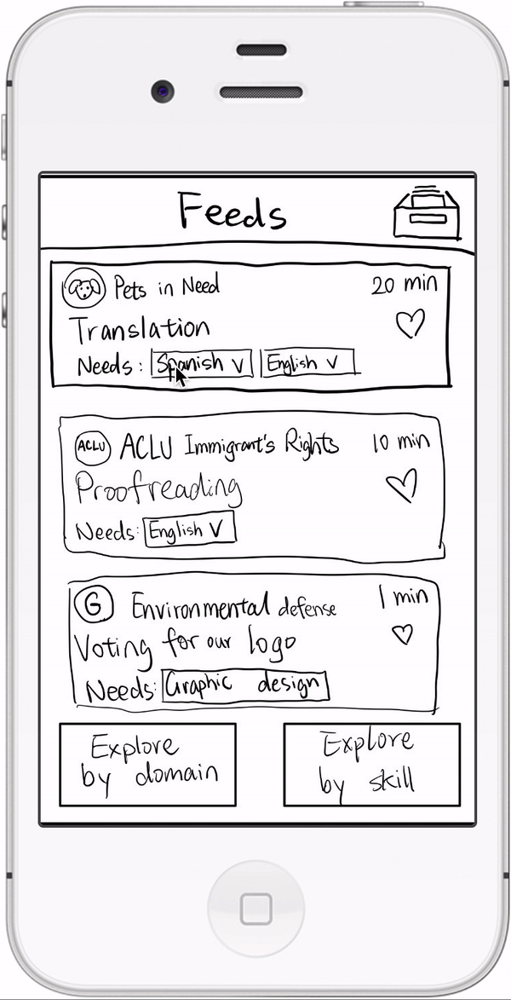 Feeds
Pets in Need 20 min
Translation
Needs: Spanish V English V
ACLU ACLU Immigrant's Rights 10 min
Proofreading
Needs: English V
G Environmental defense 1 min
Voting for our logo
Needs: Graphic design
Explore by domain
Explore by skill